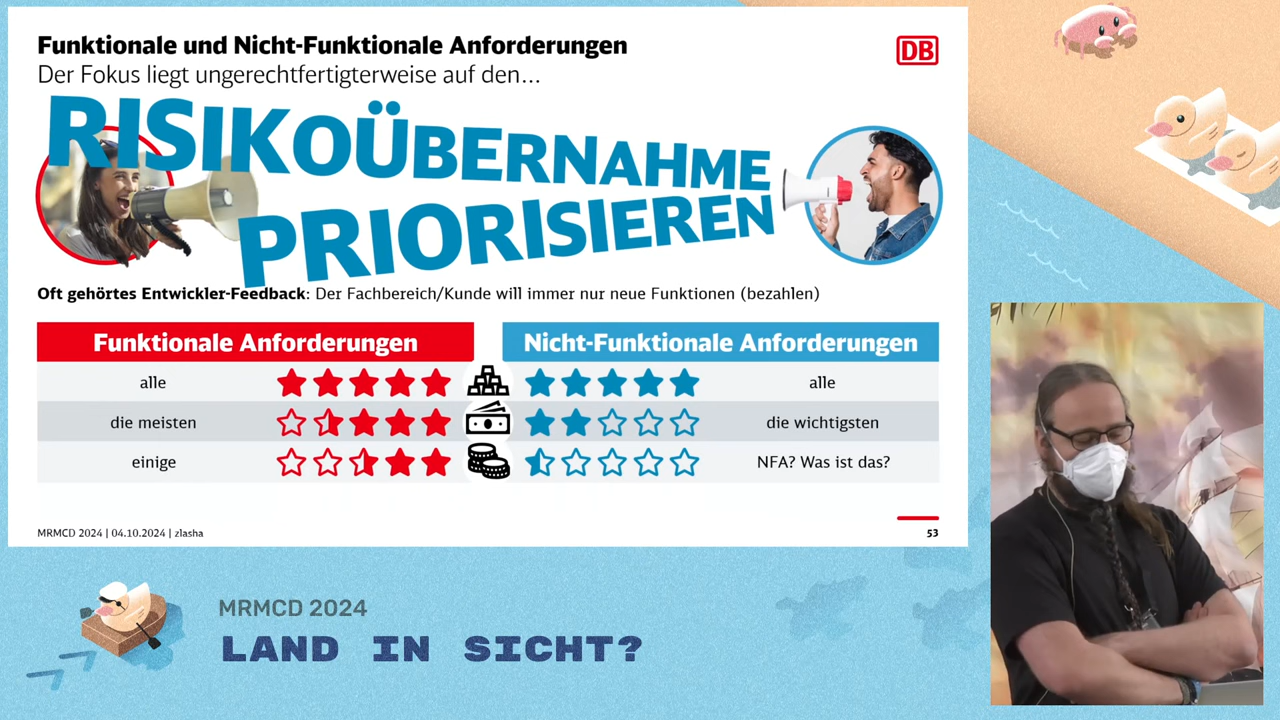 Funktionale und Nicht-Funktionale Anforderungen
DB
Der Fokus liegt ungerechtfertigterweise auf den...
RISIKOÜBERNAHME
PRIORISIEREN
Oft gehörtes Entwickler-Feedback: Der Fachbereich/Kunde will immer nur neue Funktionen (bezahlen)
Funktionale Anforderungen
Nicht-Funktionale Anforderungen
alle
alle
die meisten
die wichtigsten
einige
NFA? Was ist das?
MRMCD 2024 | 04.10.2024 | zlasha
53
MRMCD 2024
LAND IN SICHT?